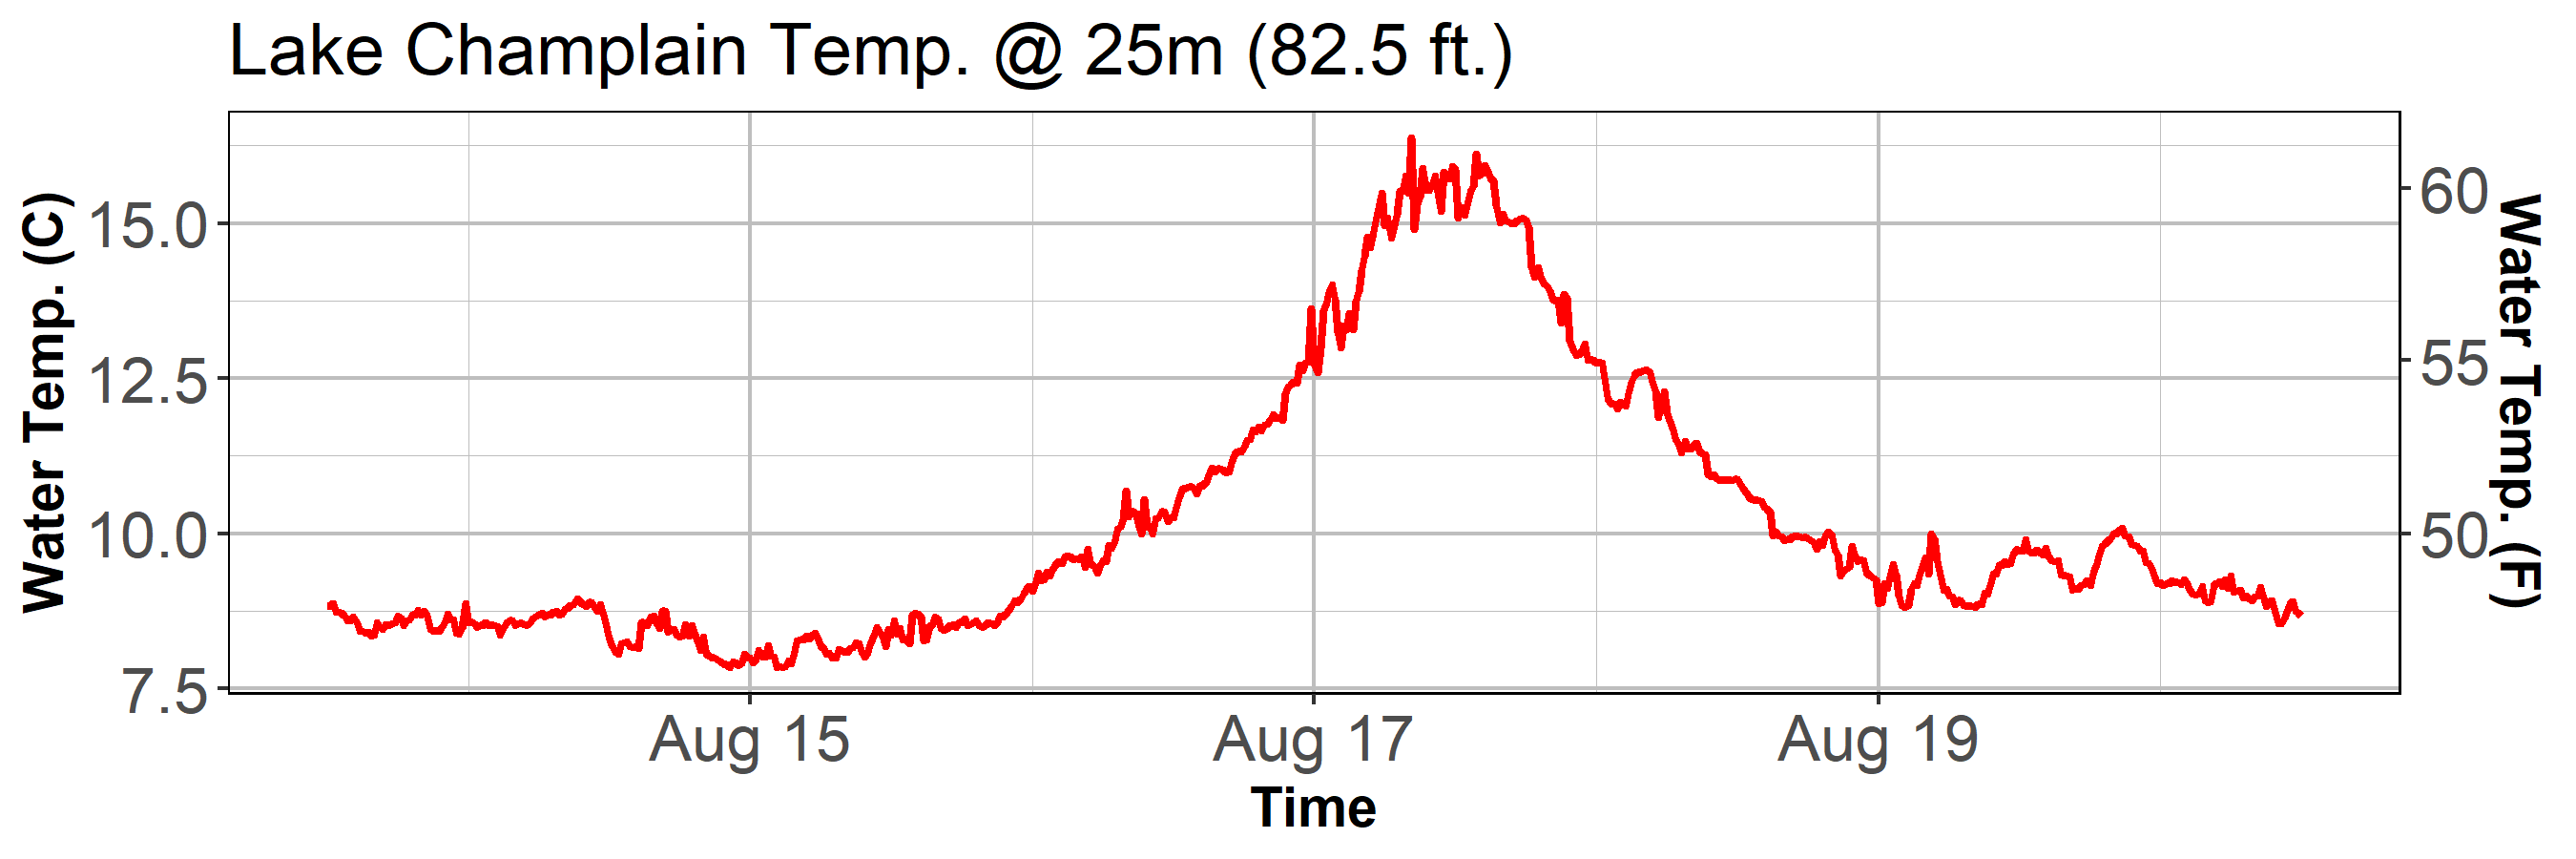 Lake Champlain Temp. @ 25m (82.5 ft.)
Water Temp. (C)
15.0
12.5
10.0
7.5
60
55
50
Water Temp. (F)
Aug 15
Aug 17
Aug 19
Time